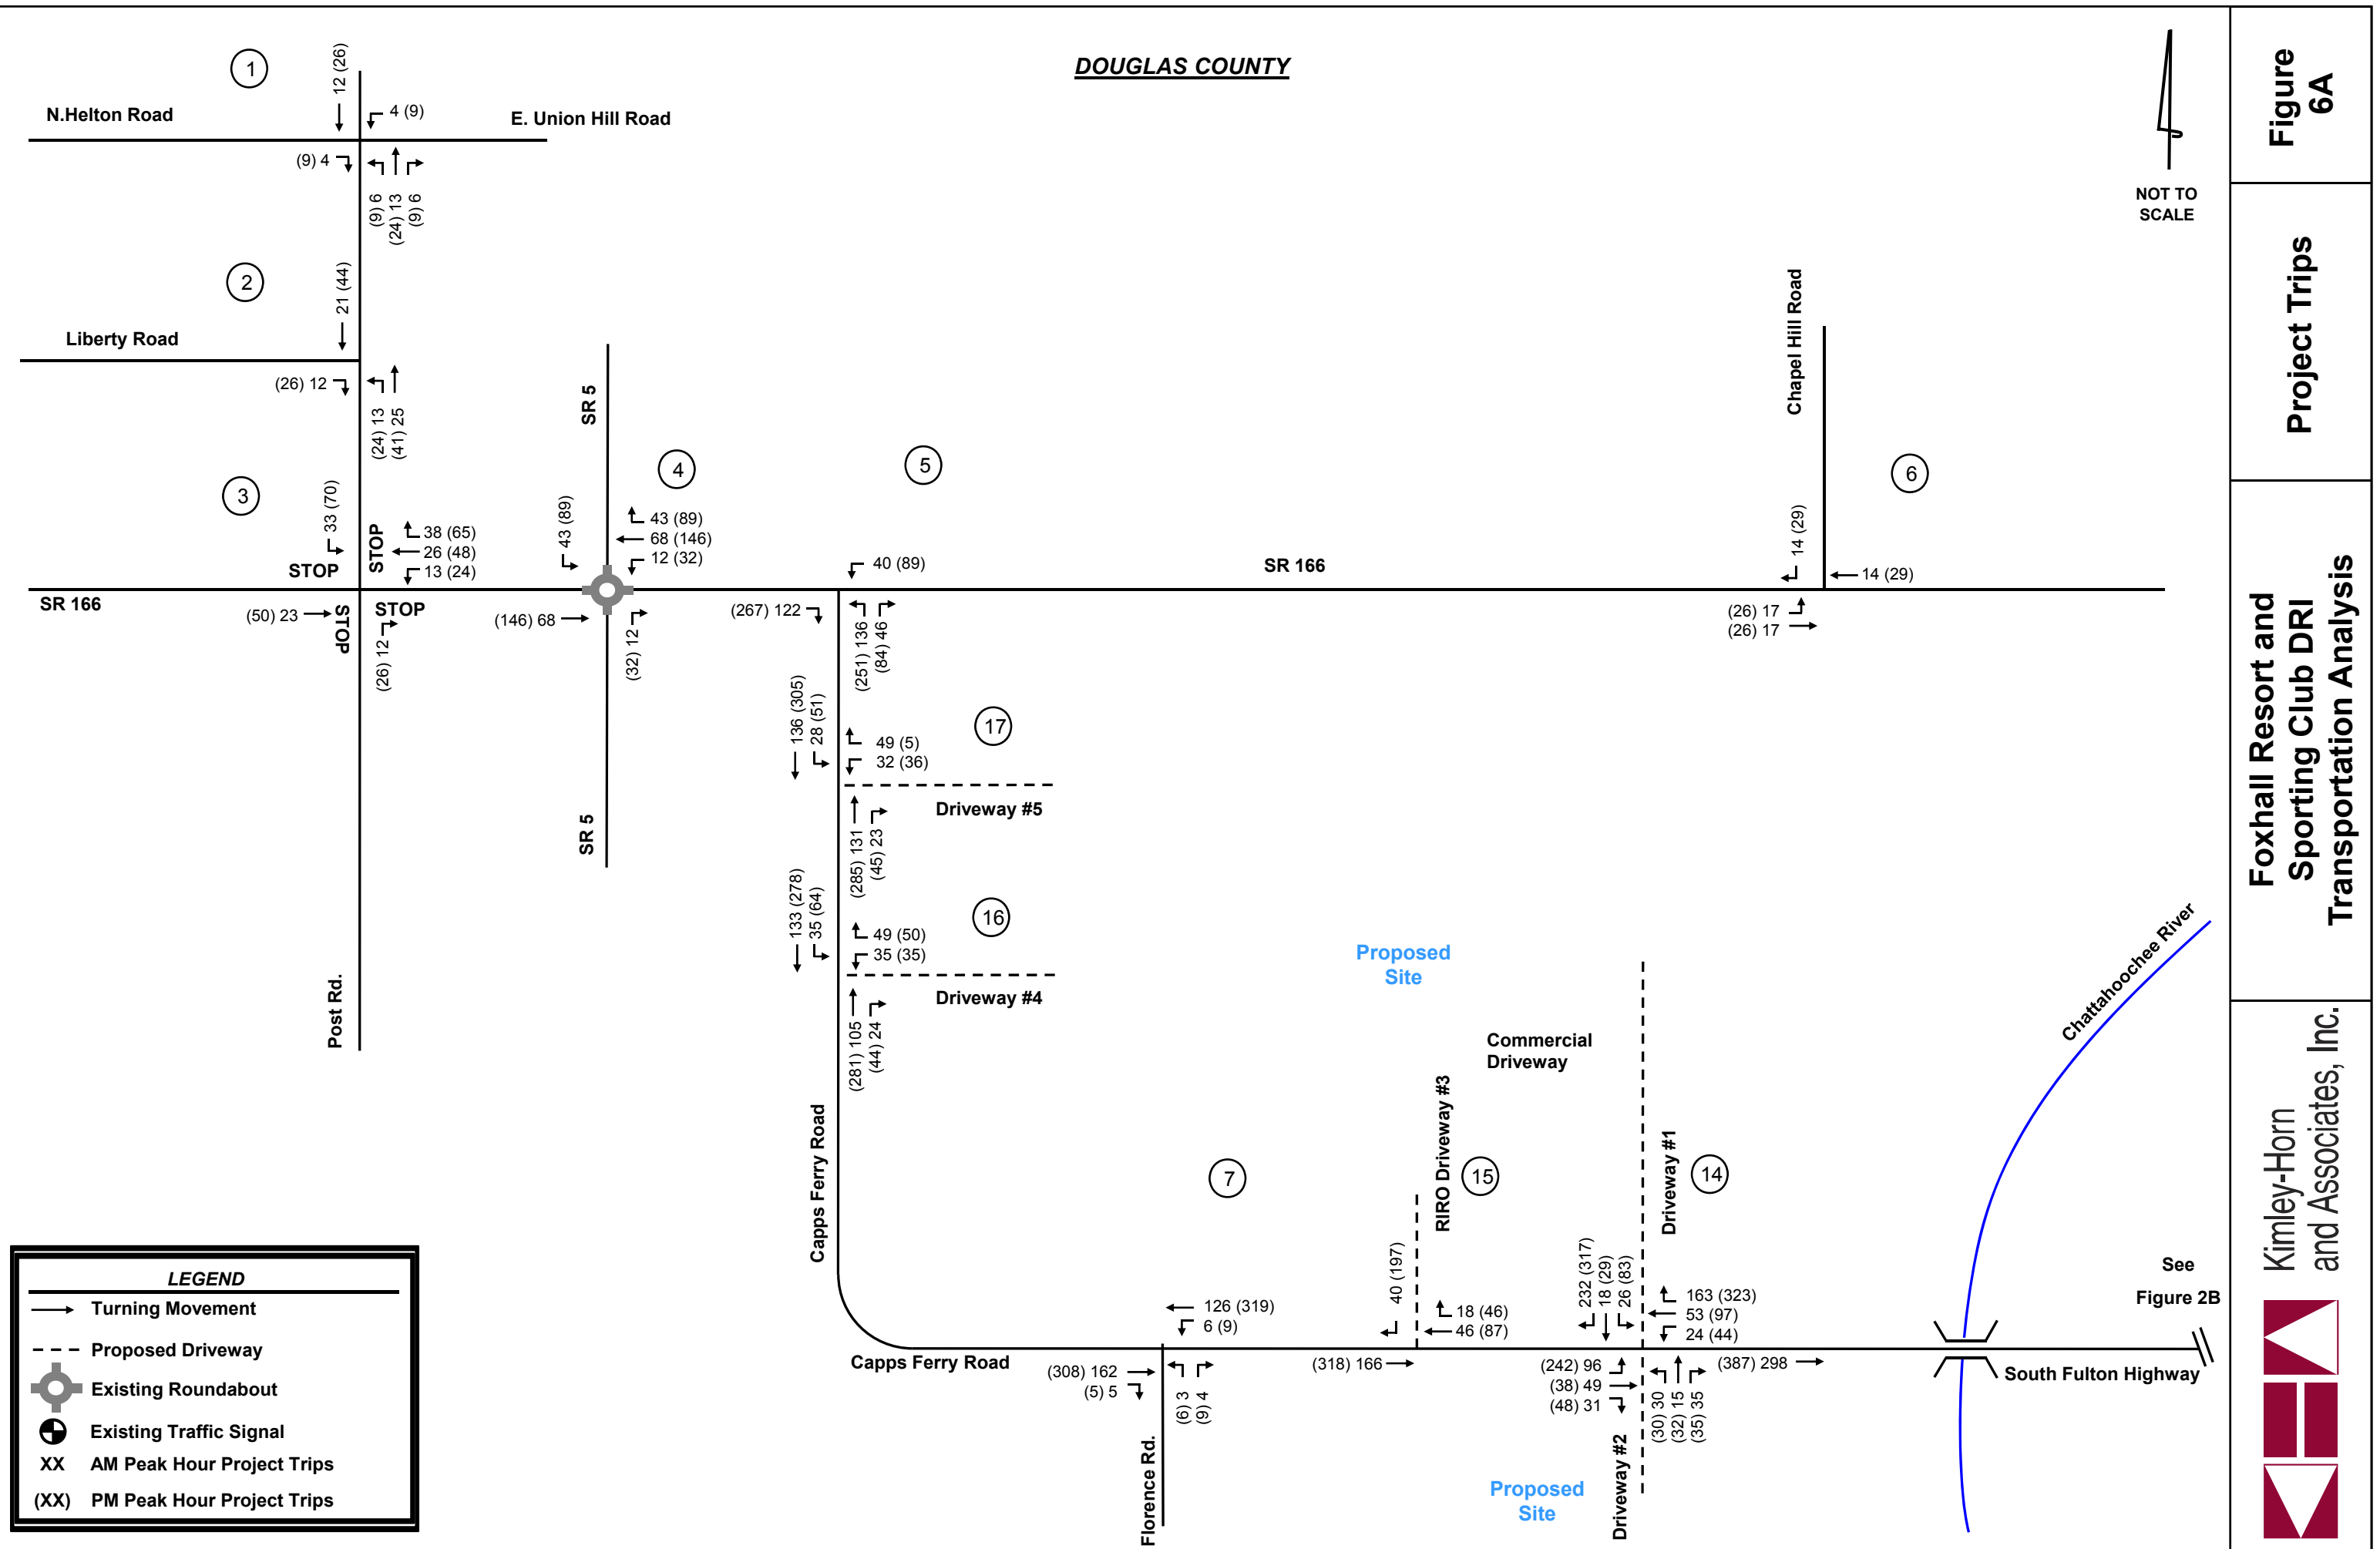 DOUGLAS COUNTY
1
12 (26)
4 (9)
N.Helton Road
E. Union Hill Road
(9) 4
(9) 6
(24) 13
(9) 6
2
21 (44)
Liberty Road
(26) 12
(24) 13
(41) 25
3
33 (70)
STOP
STOP
38 (65)
26 (48)
13 (24)
SR 166
(50) 23
STOP
STOP
(26) 12
Post Rd.
SR 5
4
43 (89)
43 (89)
68 (146)
12 (32)
(146) 68
(32) 12
SR 5
5
40 (89)
SR 166
(267) 122
(251) 136
(84) 46
Chapel Hill Road
6
14 (29)
14 (29)
(26) 17
(26) 17
136 (305)
28 (51)
17
49 (5)
32 (36)
Driveway #5
(285) 131
(45) 23
133 (278)
35 (64)
16
49 (50)
35 (35)
Driveway #4
(281) 105
(44) 24
Capps Ferry Road
Proposed
Site
Commercial
Driveway
7
RIRO Driveway #3
15
Driveway #1
14
126 (319)
6 (9)
40 (197)
18 (46)
46 (87)
232 (317)
18 (29)
26 (83)
163 (323)
53 (97)
24 (44)
Capps Ferry Road
(308) 162
(5) 5
(6) 3
(9) 4
Florence Rd.
(318) 166
(242) 96
(38) 49
(48) 31
(30) 30
(32) 15
(35) 35
(387) 298
Driveway #2
Proposed
Site
Chattahoochee River
See
Figure 2B
South Fulton Highway
NOT TO
SCALE
LEGEND
Turning Movement
Proposed Driveway
Existing Roundabout
Existing Traffic Signal
XX AM Peak Hour Project Trips
(XX) PM Peak Hour Project Trips
Figure
6A
Project Trips
Foxhall Resort and
Sporting Club DRI
Transportation Analysis
Kimley-Horn
and Associates, Inc.